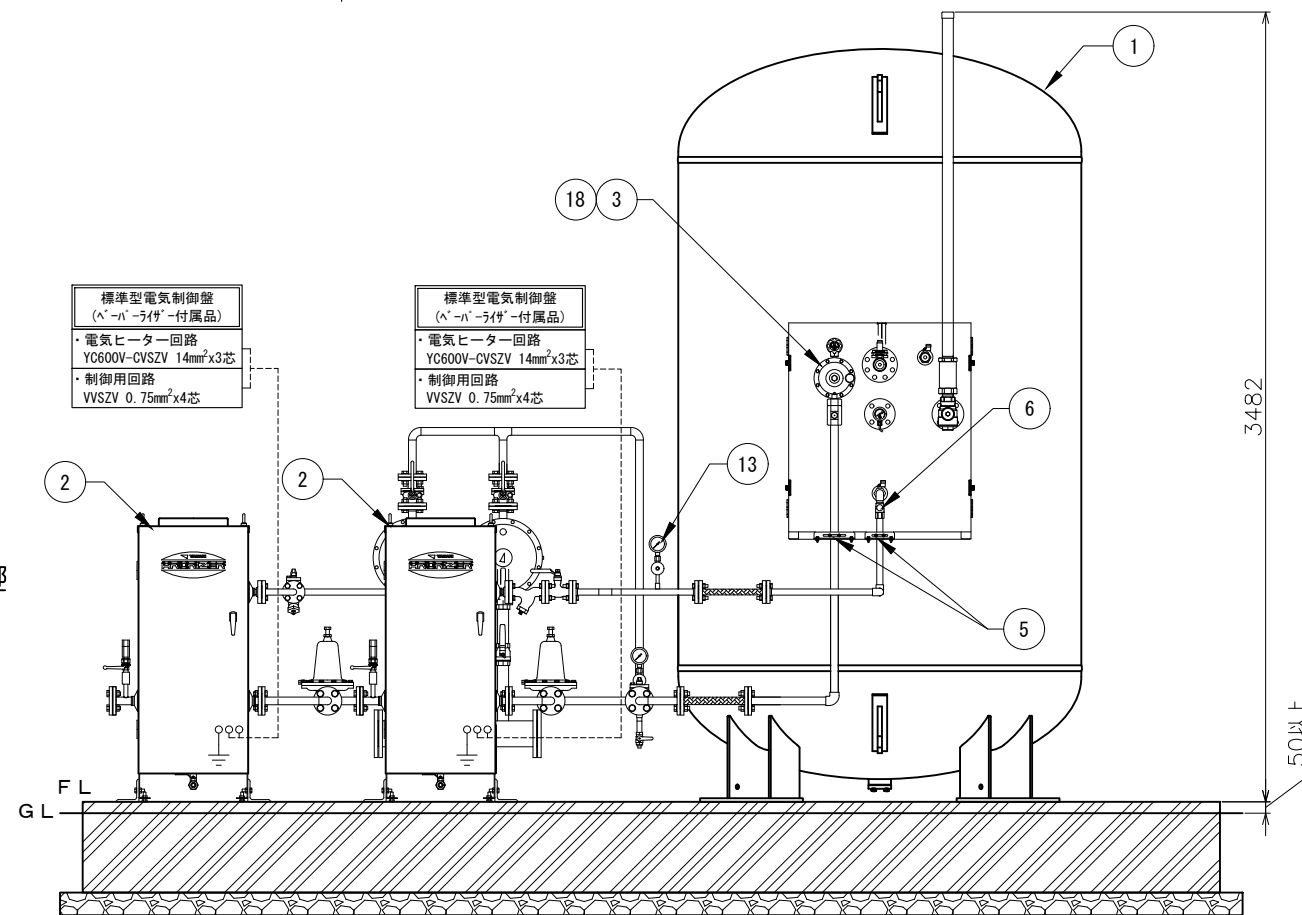 1
18 3
3482
標準型電気制御盤
(ベーパーライザー付属品)
・電気ヒーター回路
YC600V-CVSZV 14mm²x3芯
・制御用回路
VVSZV 0.75mm²x4芯
標準型電気制御盤
(ベーパーライザー付属品)
・電気ヒーター回路
YC600V-CVSZV 14mm²x3芯
・制御用回路
VVSZV 0.75mm²x4芯
6
13
2
2
4
5
50以上
FL
GL